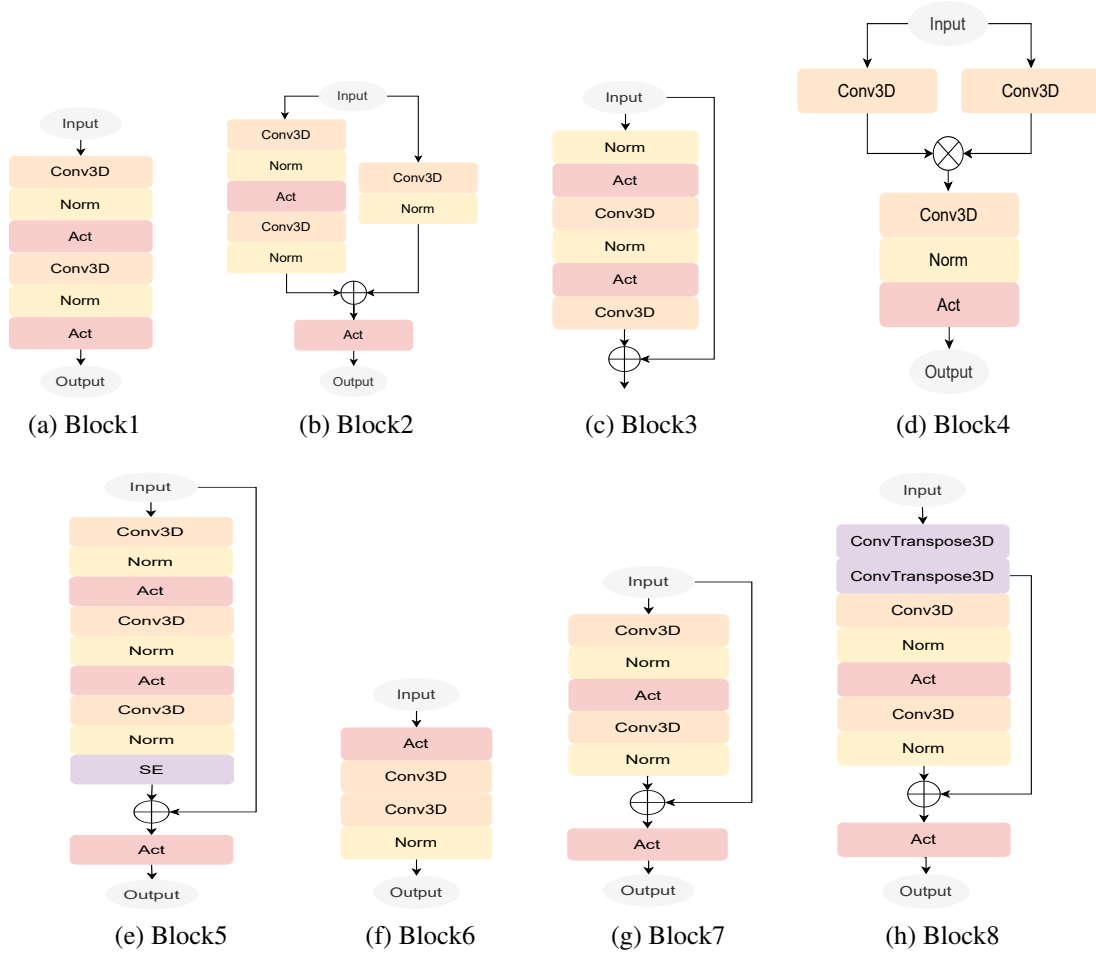 Input
Conv3D
Norm
Act
Conv3D
Norm
Act
Output
(a) Block1
Input
Conv3D
Norm
Act
Conv3D
Norm
Conv3D
Norm
Act
Output
(b) Block2
Input
Norm
Act
Conv3D
Norm
Act
Conv3D
(c) Block3
Input
Conv3D
Conv3D
Conv3D
Norm
Act
Output
(d) Block4
Input
Conv3D
Norm
Act
Conv3D
Norm
Act
Conv3D
Norm
SE
Act
Output
(e) Block5
Input
Act
Conv3D
Conv3D
Norm
Output
(f) Block6
Input
Conv3D
Norm
Act
Conv3D
Norm
Act
Output
(g) Block7
Input
ConvTranspose3D
ConvTranspose3D
Conv3D
Norm
Act
Conv3D
Norm
Act
Output
(h) Block8